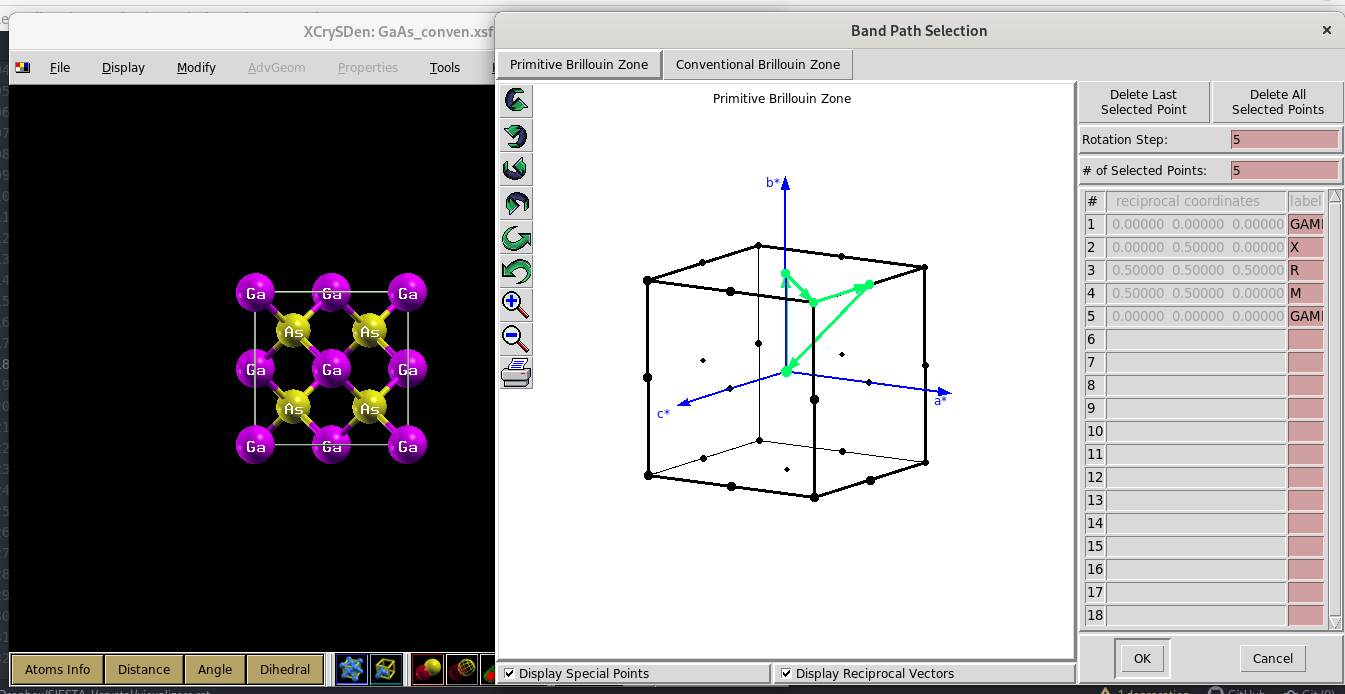 XCrySDen: GaAs_conven.xsf
File Display Modify AdvGeom Properties Tools
Ga Ga Ga
As As
Ga Ga Ga
As As
Ga Ga Ga
Atoms Info Distance Angle Dihedral
Band Path Selection
Primitive Brillouin Zone Conventional Brillouin Zone
Primitive Brillouin Zone
b*
a*
c*
Display Special Points Display Reciprocal Vectors
Delete Last
Selected Point
Delete All
Selected Points
Rotation Step: 5
# of Selected Points: 5
# reciprocal coordinates label
1 0.00000 0.00000 0.00000 GAM
2 0.00000 0.50000 0.00000 X
3 0.50000 0.50000 0.50000 R
4 0.50000 0.50000 0.00000 M
5 0.00000 0.00000 0.00000 GAM
6
7
8
9
10
11
12
13
14
15
16
17
18
OK Cancel
1 deprecation GitHub Git (0)